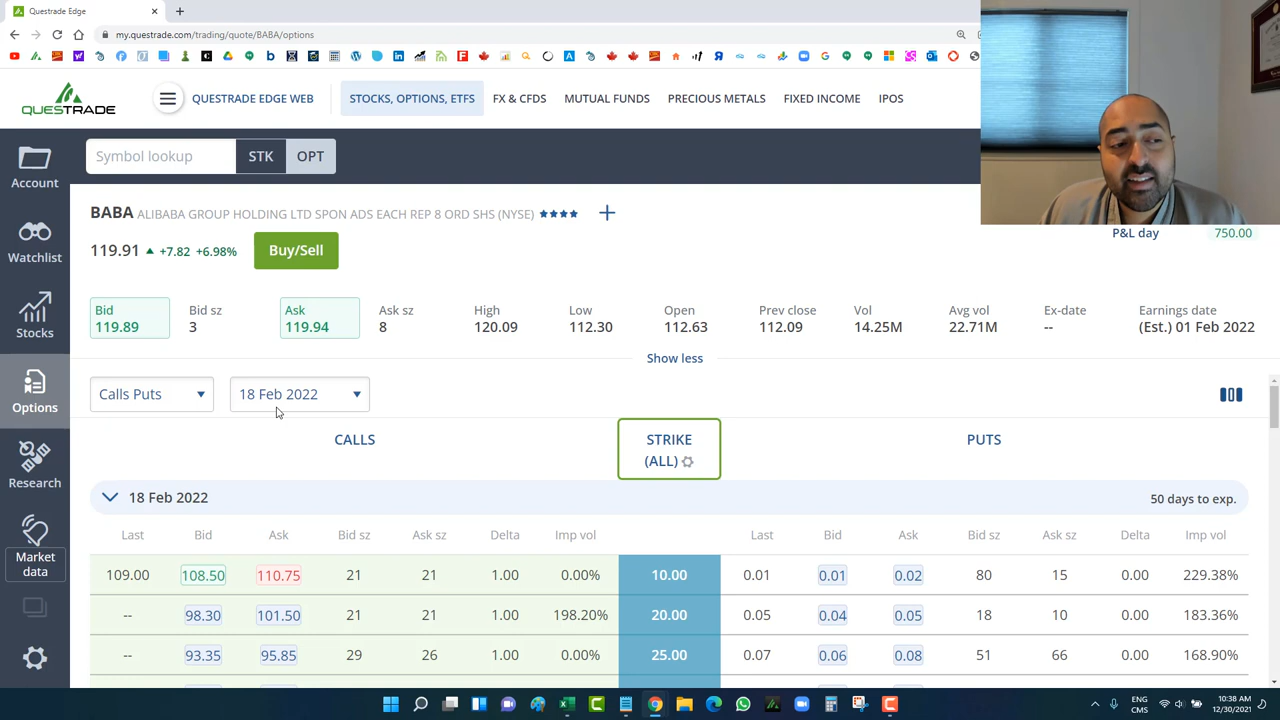 Questrade Edge
my.questrade.com/trading/quote/BABA/options
QUESTRADE
QUESTRADE EDGE WEB
OPTIONS, ETFS
FX & CFDS
MUTUAL FUNDS
PRECIOUS METALS
FIXED INCOME
IPOS
Symbol lookup
STK
OPT
Account
Watchlist
Stocks
Options
Research
Market
data
BABA ALIBABA GROUP HOLDING LTD SPON ADS EACH REP 8 ORD SHS (NYSE)
119.91 +7.82 +6.98%
Buy/Sell
P&L day 750.00
Bid Bid sz Ask Ask sz High Low Open Prev close Vol Avg vol Ex-date Earnings date
119.89 3 119.94 8 120.09 112.30 112.63 112.09 14.25M 22.71M -- (Est.) 01 Feb 2022
Show less
Calls Puts
18 Feb 2022
CALLS
STRIKE
(ALL)
PUTS
18 Feb 2022
50 days to exp.
Last Bid Ask Bid sz Ask sz Delta Imp vol Last Bid Ask Bid sz Ask sz Delta Imp vol
109.00 108.50 110.75 21 21 1.00 0.00% 10.00 0.01 0.01 0.02 80 15 0.00 229.38%
-- 98.30 101.50 21 21 1.00 198.20% 20.00 0.05 0.04 0.05 18 10 0.00 183.36%
-- 93.35 95.85 29 26 1.00 0.00% 25.00 0.07 0.06 0.08 51 66 0.00 168.90%
ENG
CMS
10:38 AM
12/30/2021